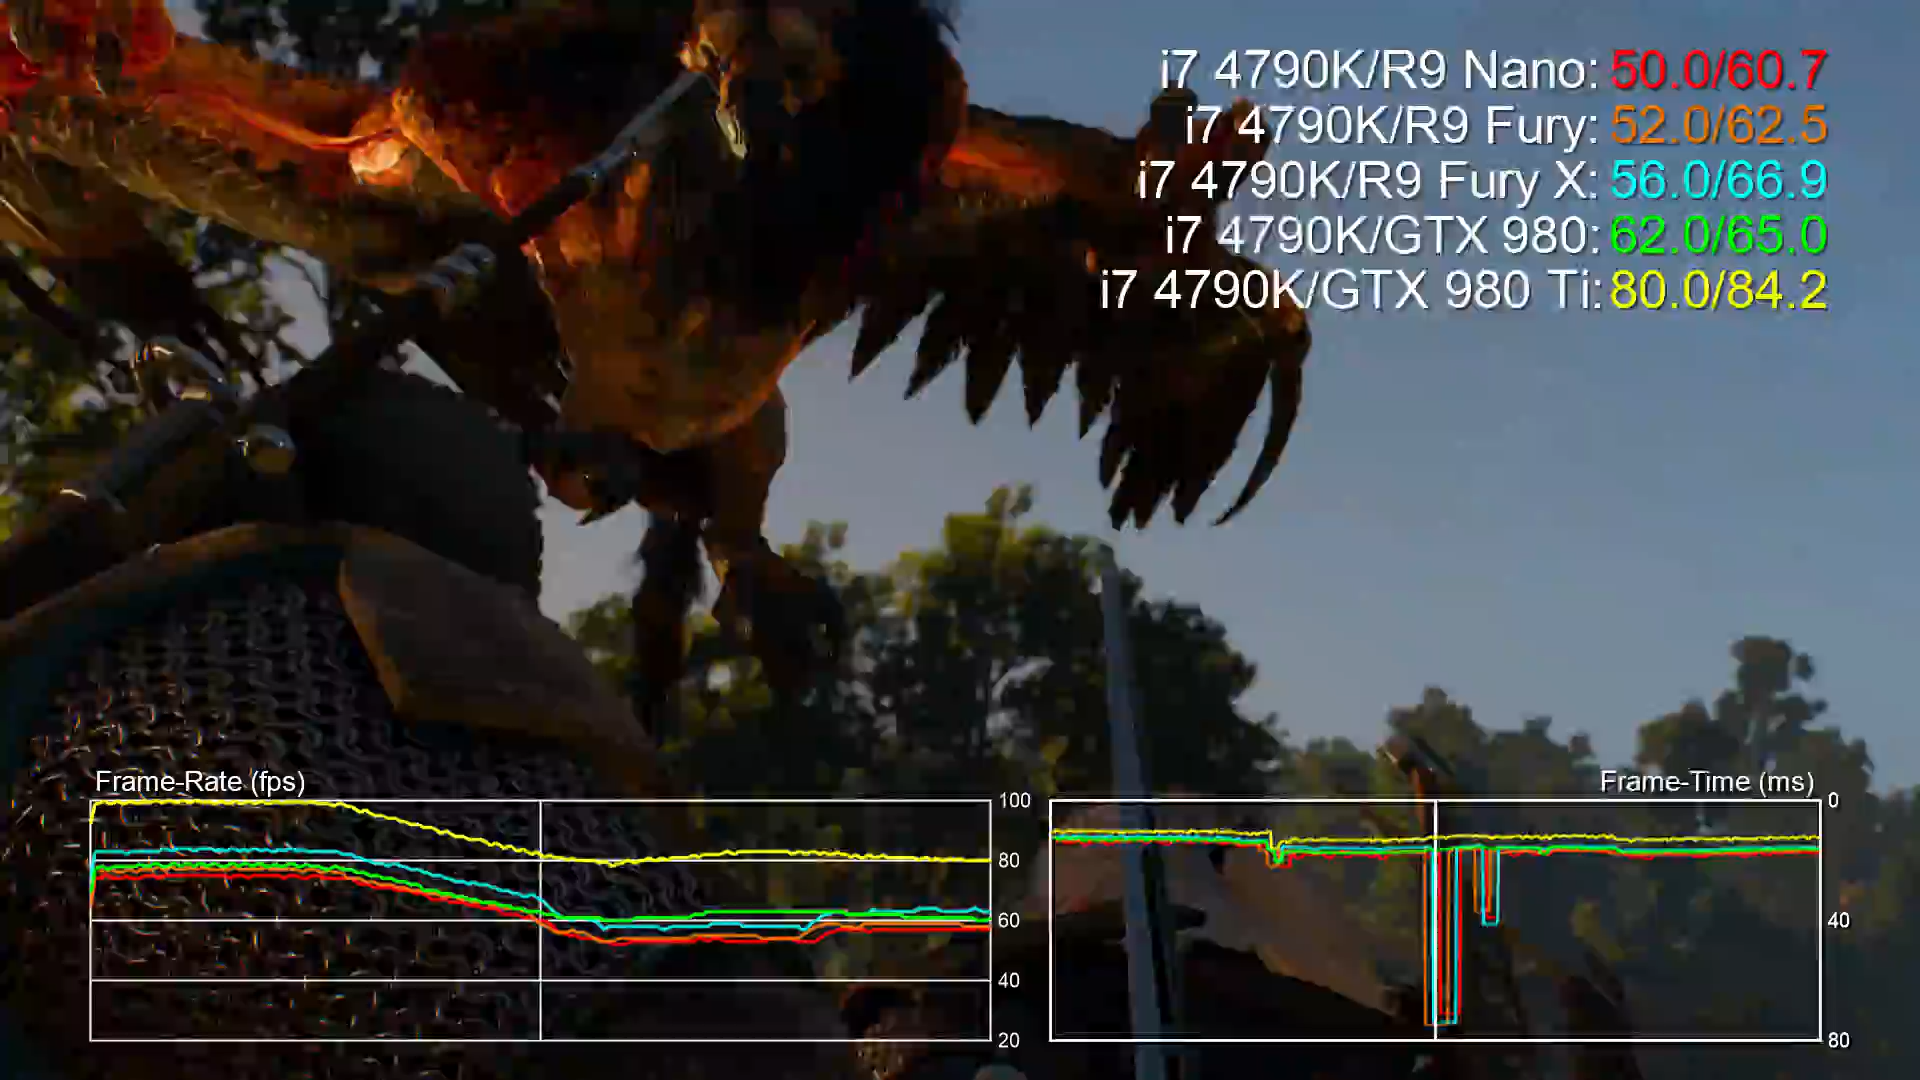 i7 4790K/R9 Nano: 50.0/60.7
i7 4790K/R9 Fury: 52.0/62.5
i7 4790K/R9 Fury X: 56.0/66.9
i7 4790K/GTX 980: 62.0/65.0
i7 4790K/GTX 980 Ti: 80.0/84.2
Frame-Rate (fps)
100
80
60
40
20
Frame-Time (ms)
0
40
80